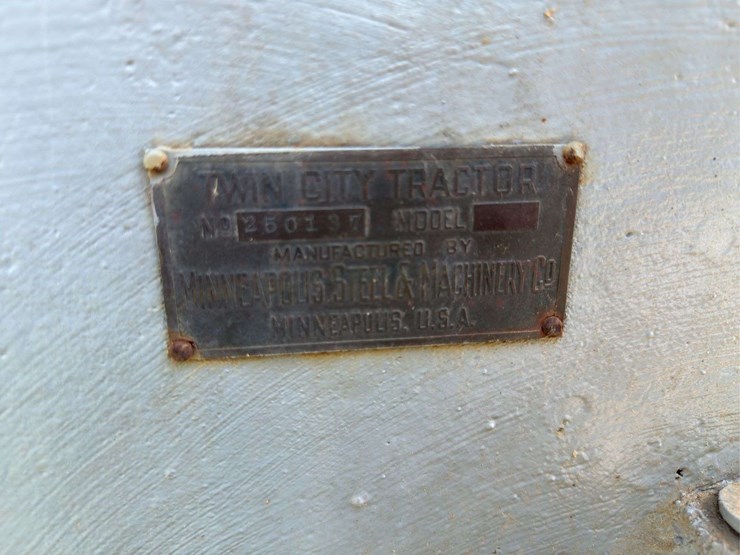 TWIN CITY TRACTOR
No 250137 MODEL
MANUFACTURED BY
MINNEAPOLIS STEEL & MACHINERY Co
MINNEAPOLIS, U.S.A.